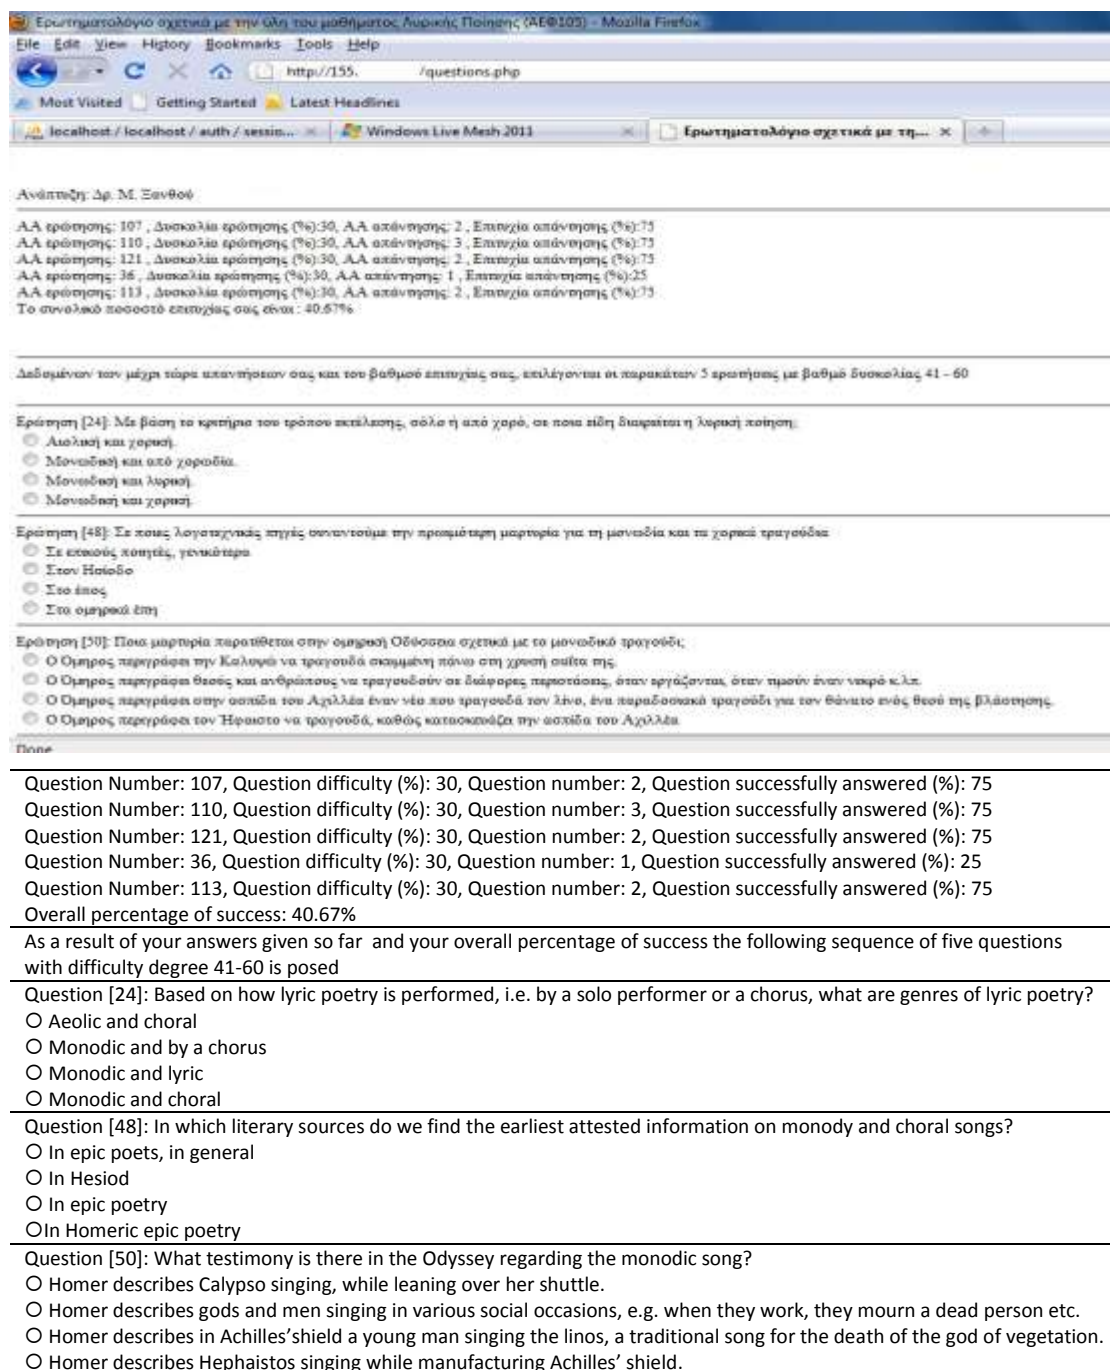 Ερωτηματολόγιο σχετικά με την ύλη του μαθήματος Λυρικής Ποίησης (ΑΕΦ105) - Mozilla Firefox
File Edit View History Bookmarks Tools Help
http://155. /questions.php
Most Visited Getting Started Latest Headlines
localhost / localhost / auth / sessio... Windows Live Mesh 2011 Ερωτηματολόγιο σχετικά με τη...
Ανάπτυξη: Δρ. Μ. Ξανθού
Α.Α ερώτησης: 107 , Δυσκολία ερώτησης (%):30, Α.Α απάντησης: 2 , Επιτυχία απάντησης (%):75
Α.Α ερώτησης: 110 , Δυσκολία ερώτησης (%):30, Α.Α απάντησης: 3 , Επιτυχία απάντησης (%):75
Α.Α ερώτησης: 121 , Δυσκολία ερώτησης (%):30, Α.Α απάντησης: 2 , Επιτυχία απάντησης (%):75
Α.Α ερώτησης: 36 , Δυσκολία ερώτησης (%):30, Α.Α απάντησης: 1 , Επιτυχία απάντησης (%):25
Α.Α ερώτησης: 113 , Δυσκολία ερώτησης (%):30, Α.Α απάντησης: 2 , Επιτυχία απάντησης (%):75
Το συνολικό ποσοστό επιτυχίας σας είναι : 40.67%
Δεδομένων των μέχρι τώρα απαντήσεων σας και του βαθμού επιτυχίας σας, επιλέγονται οι παρακάτων 5 ερωτήσεις με βαθμό δυσκολίας 41 - 60
Ερώτηση [24]: Με βάση το κριτήριο του τρόπου εκτέλεσης, σόλο ή από χορό, σε ποια είδη διαιρείται η λυρική ποίηση;
Αιολική και χορική.
Μονωδική και από χορωδία.
Μονωδική και λυρική.
Μονωδική και χορική.
Ερώτηση [48]: Σε ποιες λογοτεχνικές πηγές συναντούμε την πρωιμότερη μαρτυρία για τη μονωδία και τα χορικά τραγούδια
Σε επικούς ποιητές, γενικότερα
Στον Ησίοδο
Στο έπος
Στα ομηρικά έπη
Ερώτηση [50]: Ποια μαρτυρία παρατίθεται στην ομηρική Οδύσσεια σχετικά με το μονωδικό τραγούδι;
Ο Όμηρος περιγράφει την Καλυψώ να τραγουδά σκυμμένη πάνω στη χρυσή σαΐτα της.
Ο Όμηρος περιγράφει θεούς και ανθρώπους να τραγουδούν σε διάφορες περιστάσεις, όταν εργάζονται, όταν τιμούν έναν νεκρό κ.λπ.
Ο Όμηρος περιγράφει στην ασπίδα του Αχιλλέα έναν νέο που τραγουδά τον λίνο, ένα παραδοσιακό τραγούδι για τον θάνατο ενός θεού της βλάστησης.
Ο Όμηρος περιγράφει τον Ήφαιστο να τραγουδά, καθώς κατασκευάζει την ασπίδα του Αχιλλέα
Done
Question Number: 107, Question difficulty (%): 30, Question number: 2, Question successfully answered (%): 75
Question Number: 110, Question difficulty (%): 30, Question number: 3, Question successfully answered (%): 75
Question Number: 121, Question difficulty (%): 30, Question number: 2, Question successfully answered (%): 75
Question Number: 36, Question difficulty (%): 30, Question number: 1, Question successfully answered (%): 25
Question Number: 113, Question difficulty (%): 30, Question number: 2, Question successfully answered (%): 75
Overall percentage of success: 40.67%
As a result of your answers given so far and your overall percentage of success the following sequence of five questions
with difficulty degree 41-60 is posed
Question [24]: Based on how lyric poetry is performed, i.e. by a solo performer or a chorus, what are genres of lyric poetry?
Aeolic and choral
Monodic and by a chorus
Monodic and lyric
Monodic and choral
Question [48]: In which literary sources do we find the earliest attested information on monody and choral songs?
In epic poets, in general
In Hesiod
In epic poetry
In Homeric epic poetry
Question [50]: What testimony is there in the Odyssey regarding the monodic song?
Homer describes Calypso singing, while leaning over her shuttle.
Homer describes gods and men singing in various social occasions, e.g. when they work, they mourn a dead person etc.
Homer describes in Achilles'shield a young man singing the linos, a traditional song for the death of the god of vegetation.
Homer describes Hephaistos singing while manufacturing Achilles' shield.